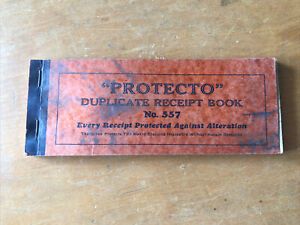 "PROTECTO"
DUPLICATE RECEIPT BOOK
No. 557
Every Receipt Protected Against Alteration